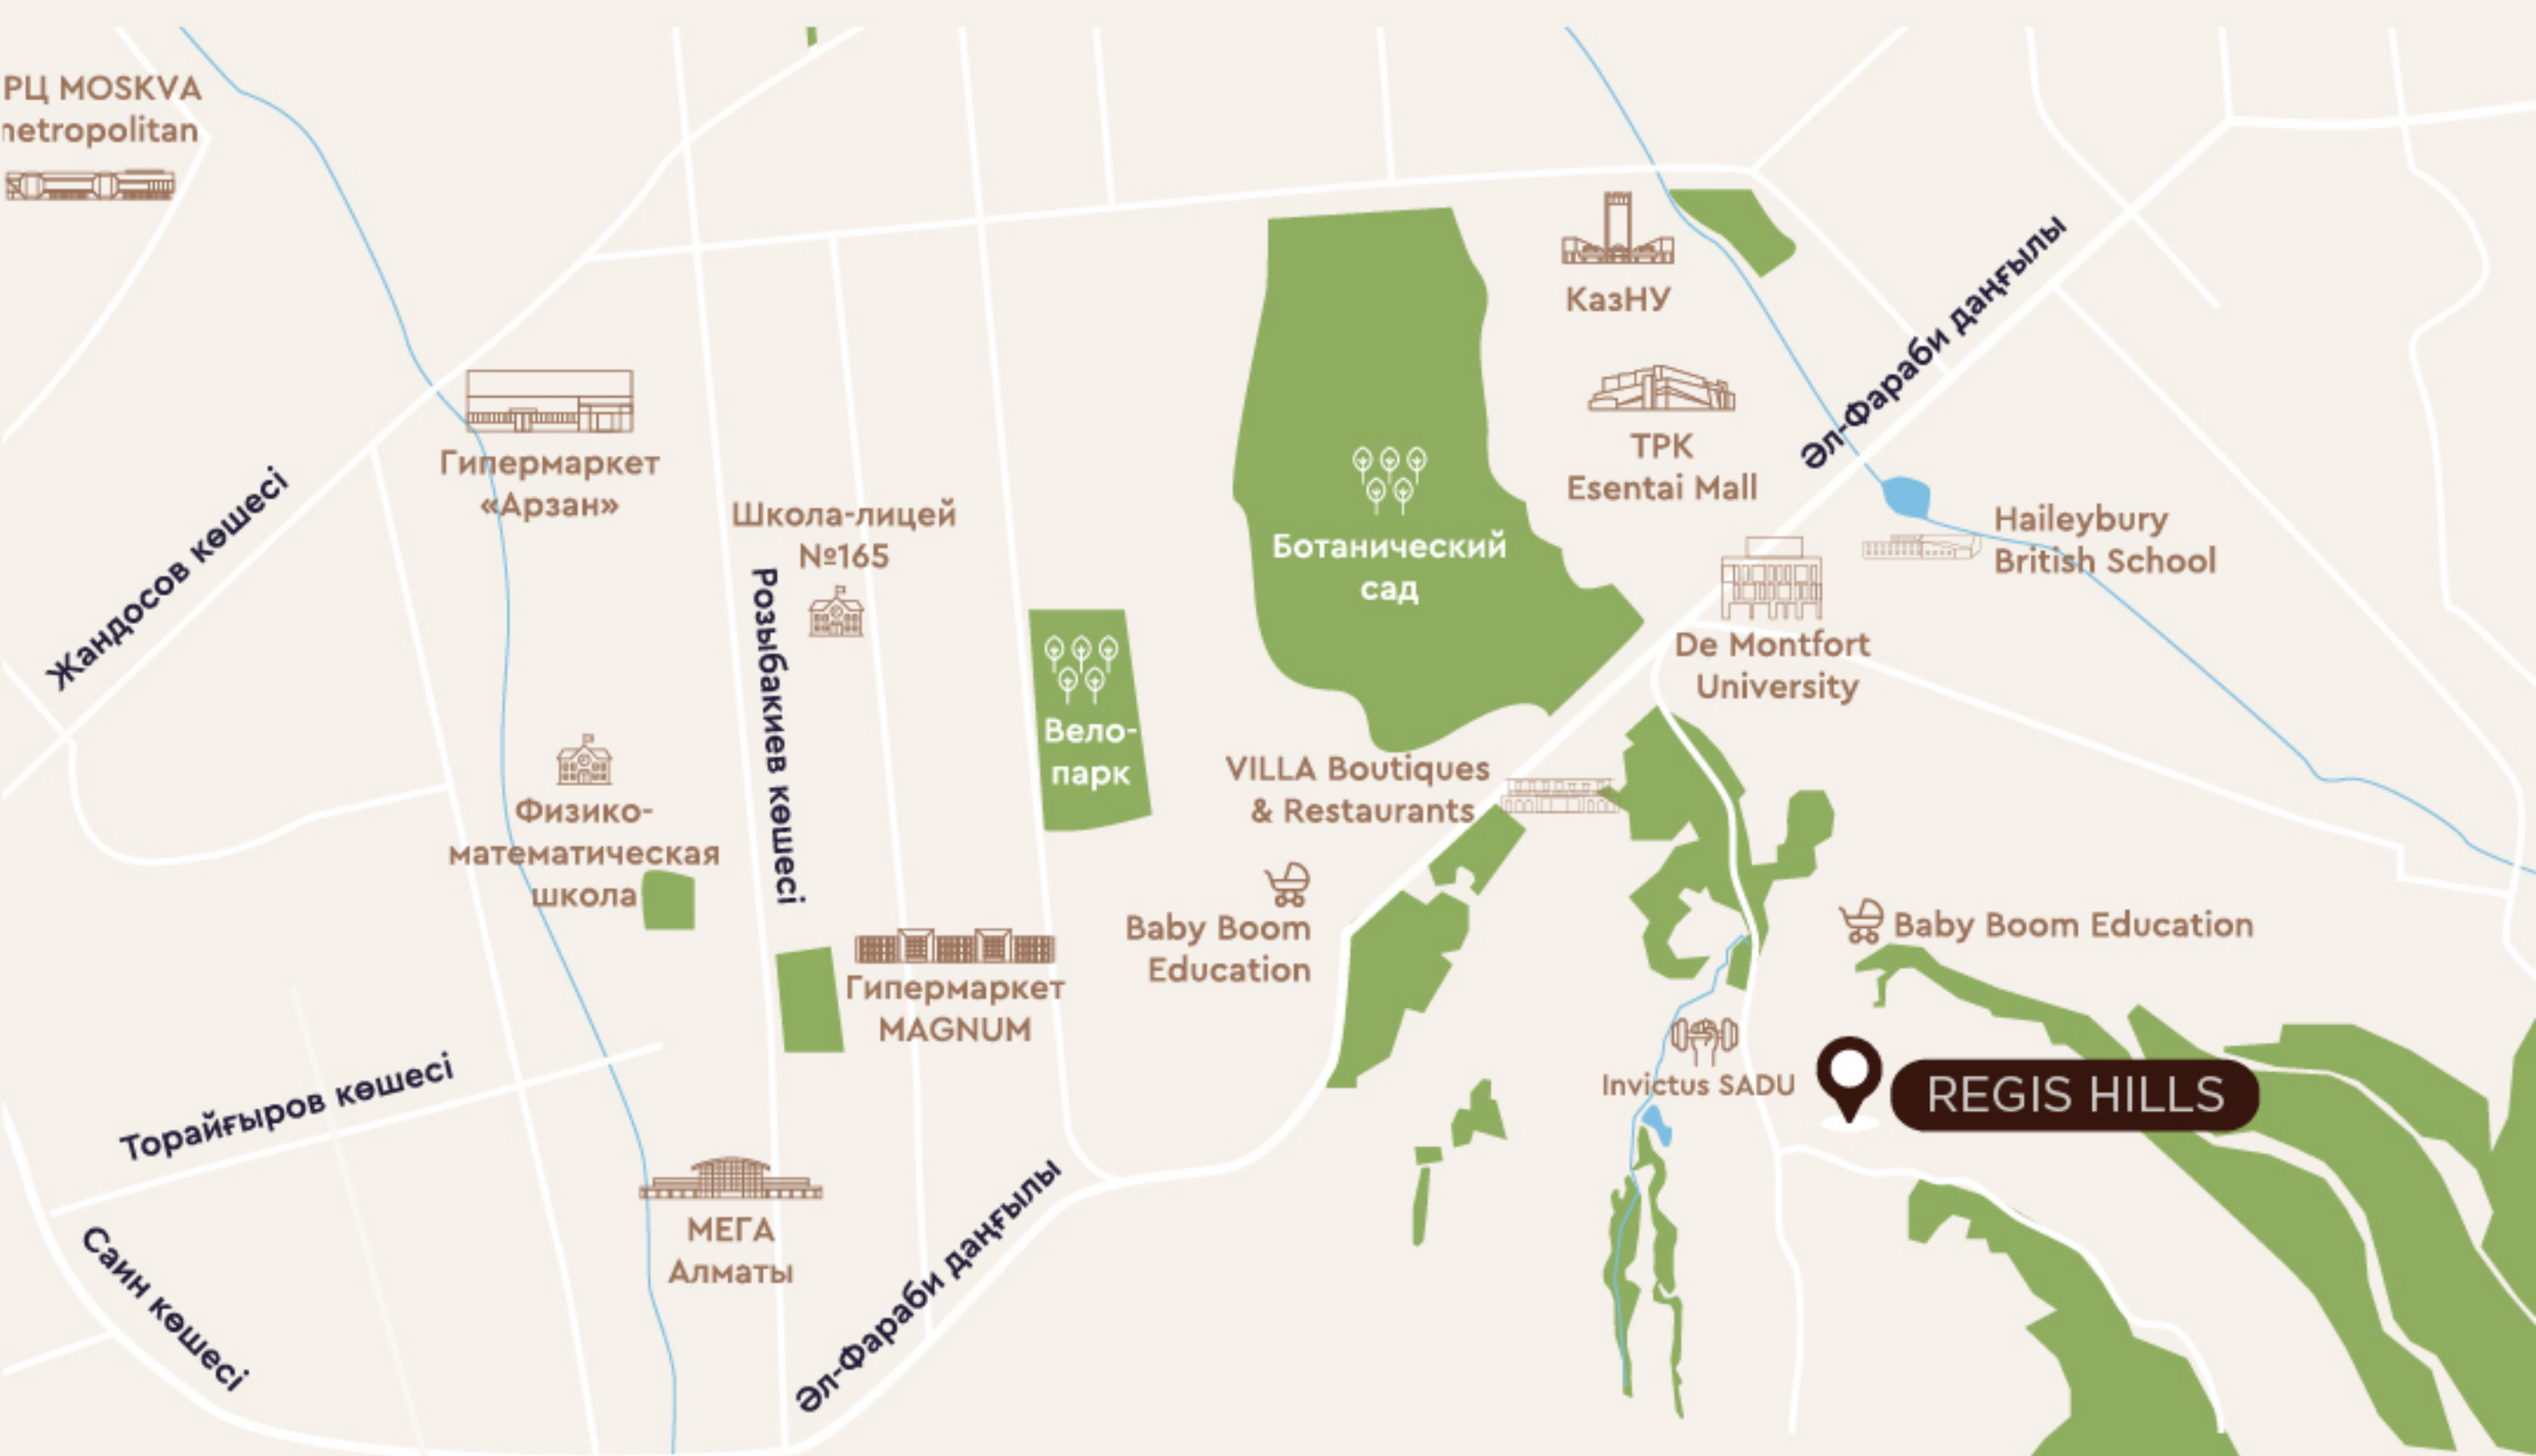 РЦ MOSKVA
metropolitan
КазНУ
Әл-Фараби даңғылы
ТРК
Esentai Mall
Гипермаркет
«Арзан»
Жандосов көшесі
Школа-лицей
№165
Розыбакиев көшесі
Ботанический
сад
Haileybury
British School
De Montfort
University
Вело-
парк
VILLA Boutiques
& Restaurants
Физико-
математическая
школа
Baby Boom
Education
Baby Boom Education
Гипермаркет
MAGNUM
Invictus SADU
REGIS HILLS
Торайғыров көшесі
МЕГА
Алматы
Әл-Фараби даңғылы
Саин көшесі